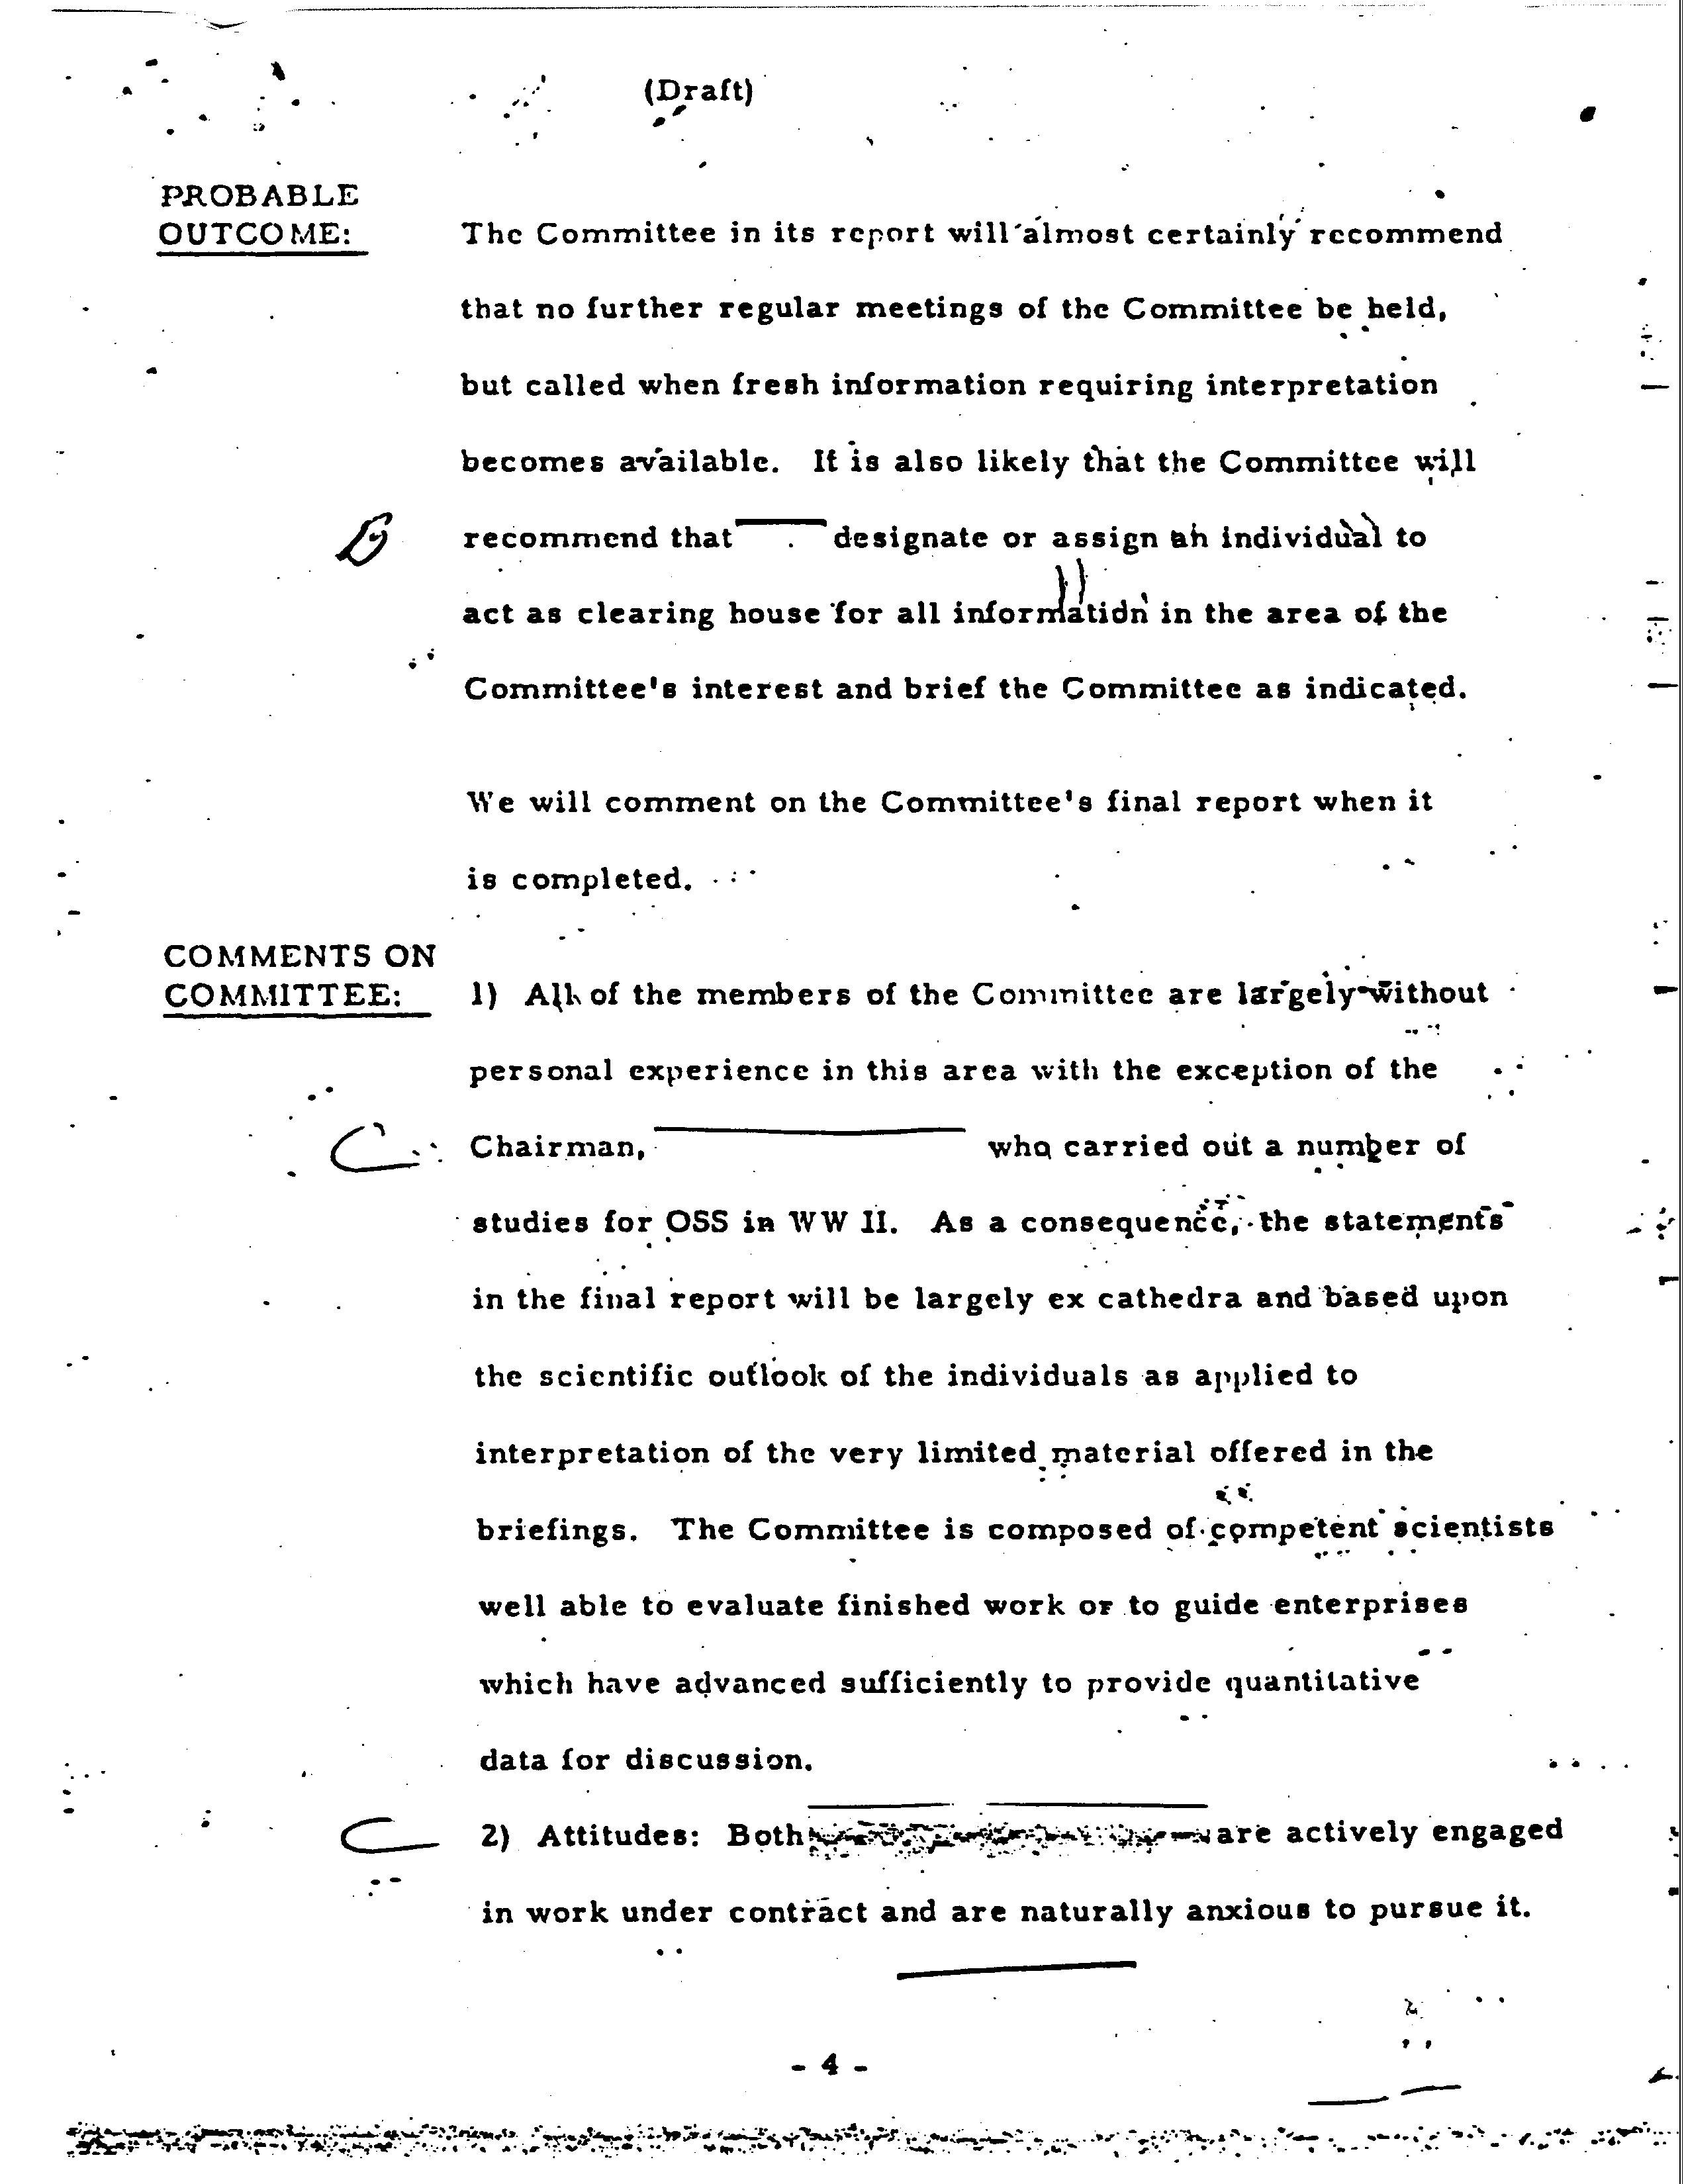 (Draft)
PROBABLE
OUTCOME: The Committee in its report will almost certainly recommend
that no further regular meetings of the Committee be held,
but called when fresh information requiring interpretation
becomes available. It is also likely that the Committee will
B recommend that designate or assign an individual to
act as clearing house for all information in the area of the
Committee's interest and brief the Committee as indicated.
We will comment on the Committee's final report when it
is completed.
COMMENTS ON
COMMITTEE: 1) All of the members of the Committee are largely without
personal experience in this area with the exception of the
C Chairman, who carried out a number of
studies for OSS in WW II. As a consequence, the statements
in the final report will be largely ex cathedra and based upon
the scientific outlook of the individuals as applied to
interpretation of the very limited material offered in the
briefings. The Committee is composed of competent scientists
well able to evaluate finished work or to guide enterprises
which have advanced sufficiently to provide quantitative
data for discussion.
C 2) Attitudes: Both are actively engaged
in work under contract and are naturally anxious to pursue it.
- 4 -